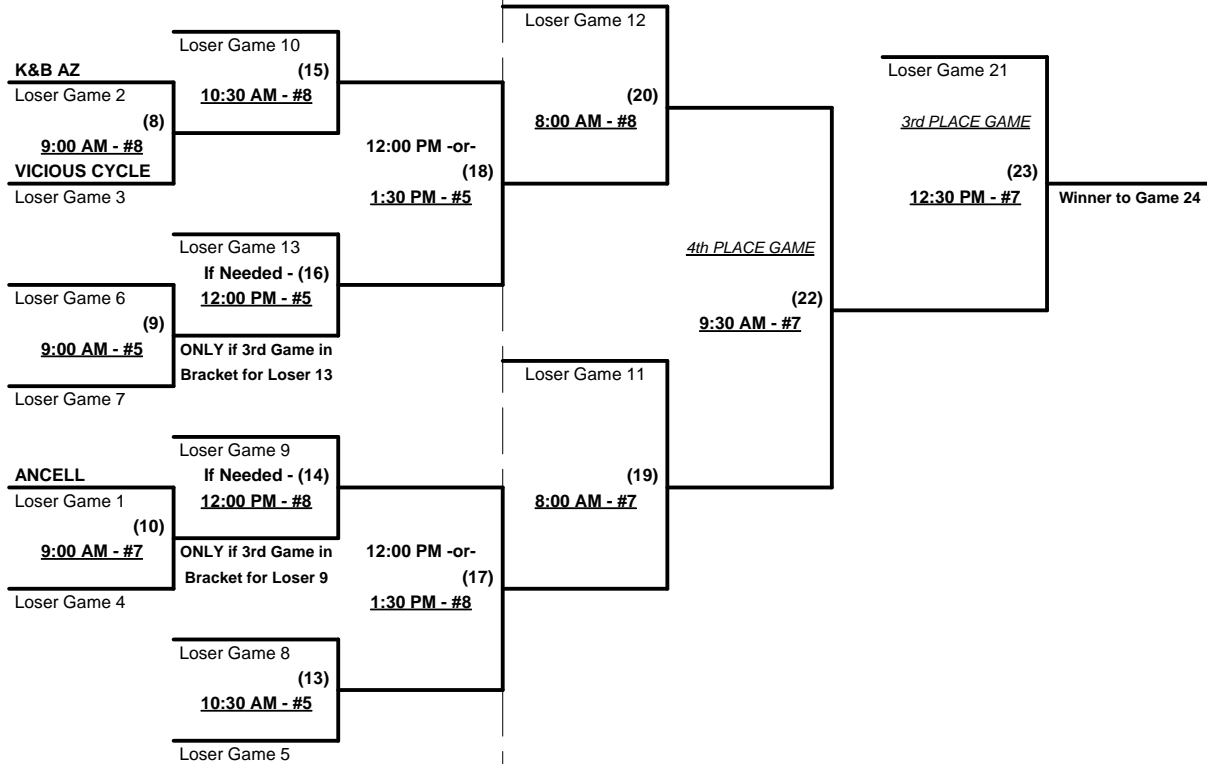 Loser Game 12
Loser Game 10
(15)
10:30 AM - #8
K&B AZ
Loser Game 2
(8)
9:00 AM - #8
VICIOUS CYCLE
Loser Game 3
12:00 PM -or-
(18)
1:30 PM - #5
(20)
8:00 AM - #8
Loser Game 21
3rd PLACE GAME
(23)
12:30 PM - #7
Winner to Game 24
Loser Game 13
If Needed - (16)
12:00 PM - #5
Loser Game 6
(9)
9:00 AM - #5
Loser Game 7
ONLY if 3rd Game in
Bracket for Loser 13
4th PLACE GAME
(22)
9:30 AM - #7
Loser Game 11
(19)
8:00 AM - #7
Loser Game 9
If Needed - (14)
12:00 PM - #8
ANCELL
Loser Game 1
(10)
9:00 AM - #7
Loser Game 4
ONLY if 3rd Game in
Bracket for Loser 9
12:00 PM -or-
(17)
1:30 PM - #8
Loser Game 8
(13)
10:30 AM - #5
Loser Game 5